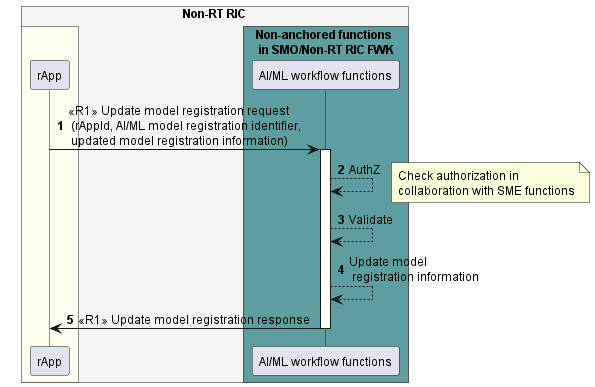 Non-RT RIC
Non-anchored functions
in SMO/Non-RT RIC FWK
rApp
AI/ML workflow functions
«R1» Update model registration request
1 (rAppId, AI/ML model registration identifier,
updated model registration information)
2 AuthZ
Check authorization in
collaboration with SME functions
3 Validate
Update model
4 registration information
5 «R1» Update model registration response
rApp
AI/ML workflow functions